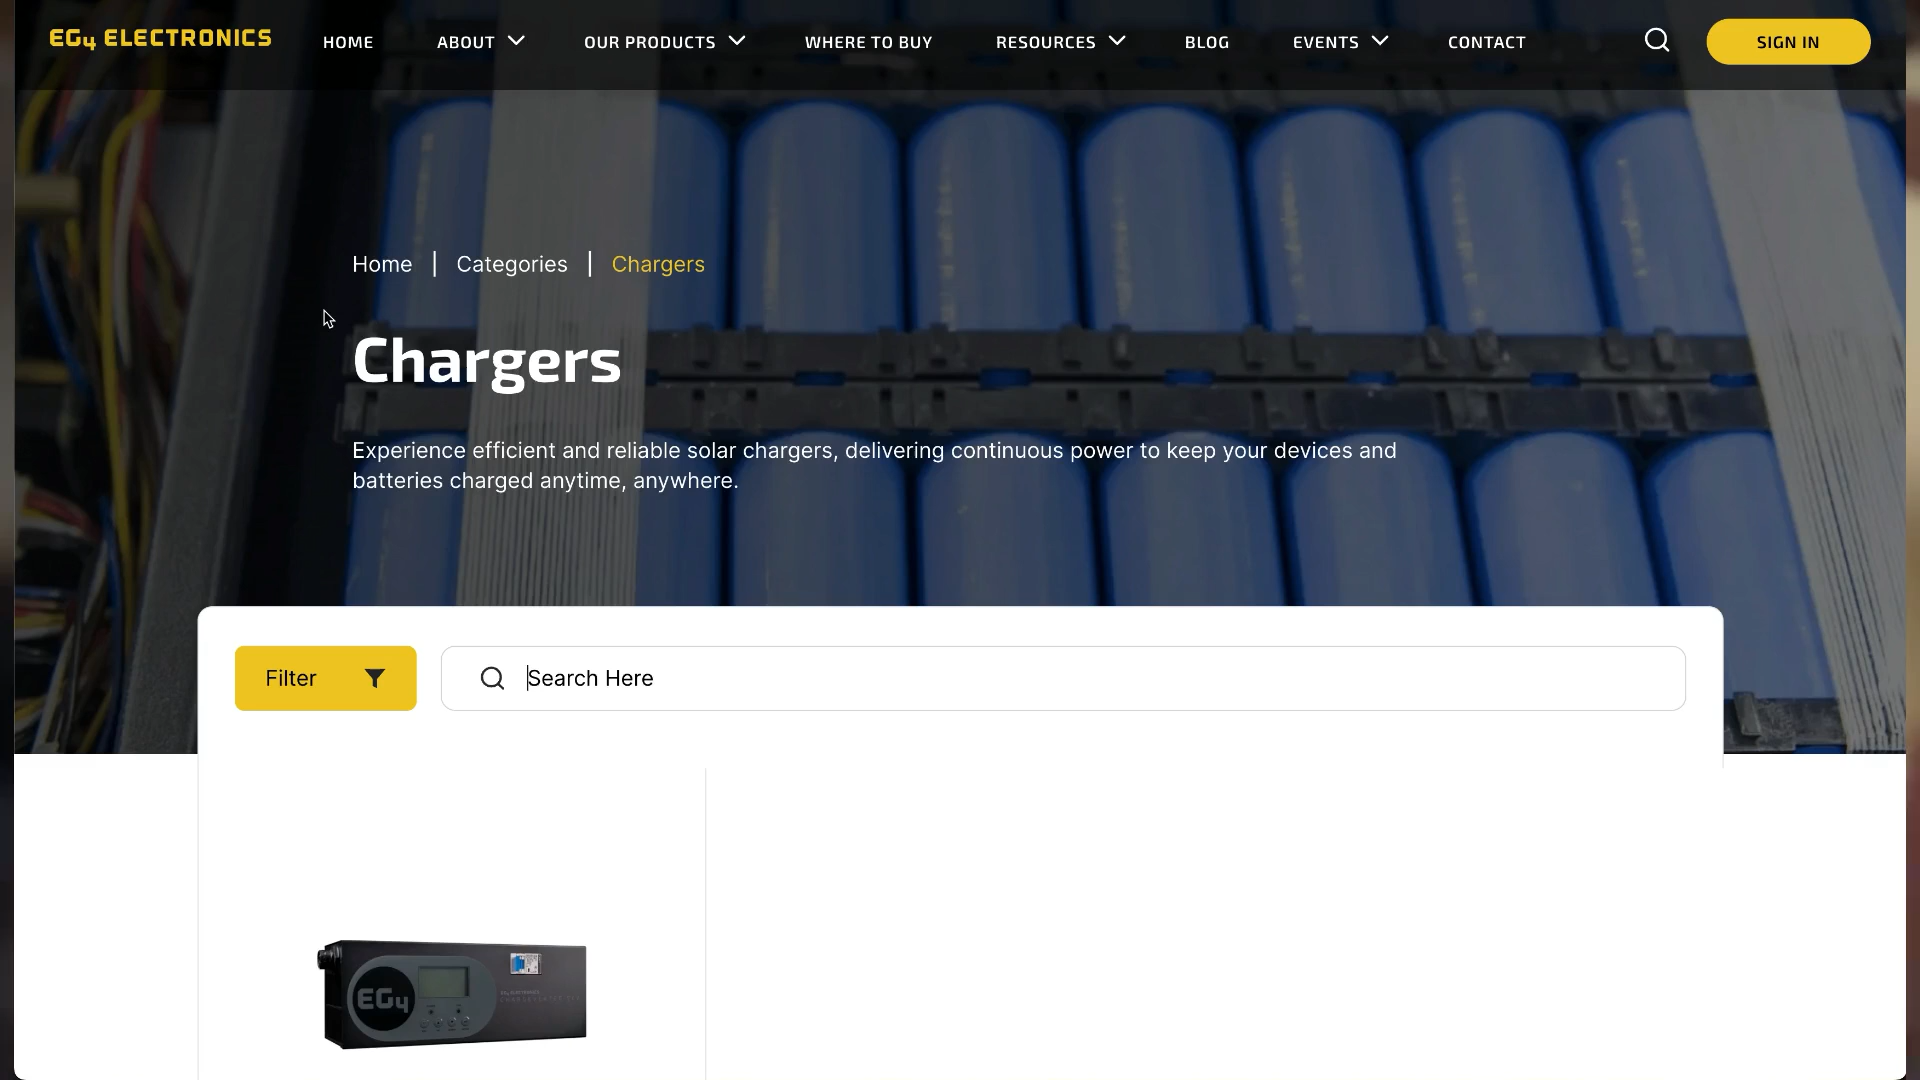 EG4 ELECTRONICS
HOME
ABOUT
OUR PRODUCTS
WHERE TO BUY
RESOURCES
BLOG
EVENTS
CONTACT
SIGN IN
Home | Categories | Chargers
Chargers
Experience efficient and reliable solar chargers, delivering continuous power to keep your devices and
batteries charged anytime, anywhere.
Filter
Search Here
EG4